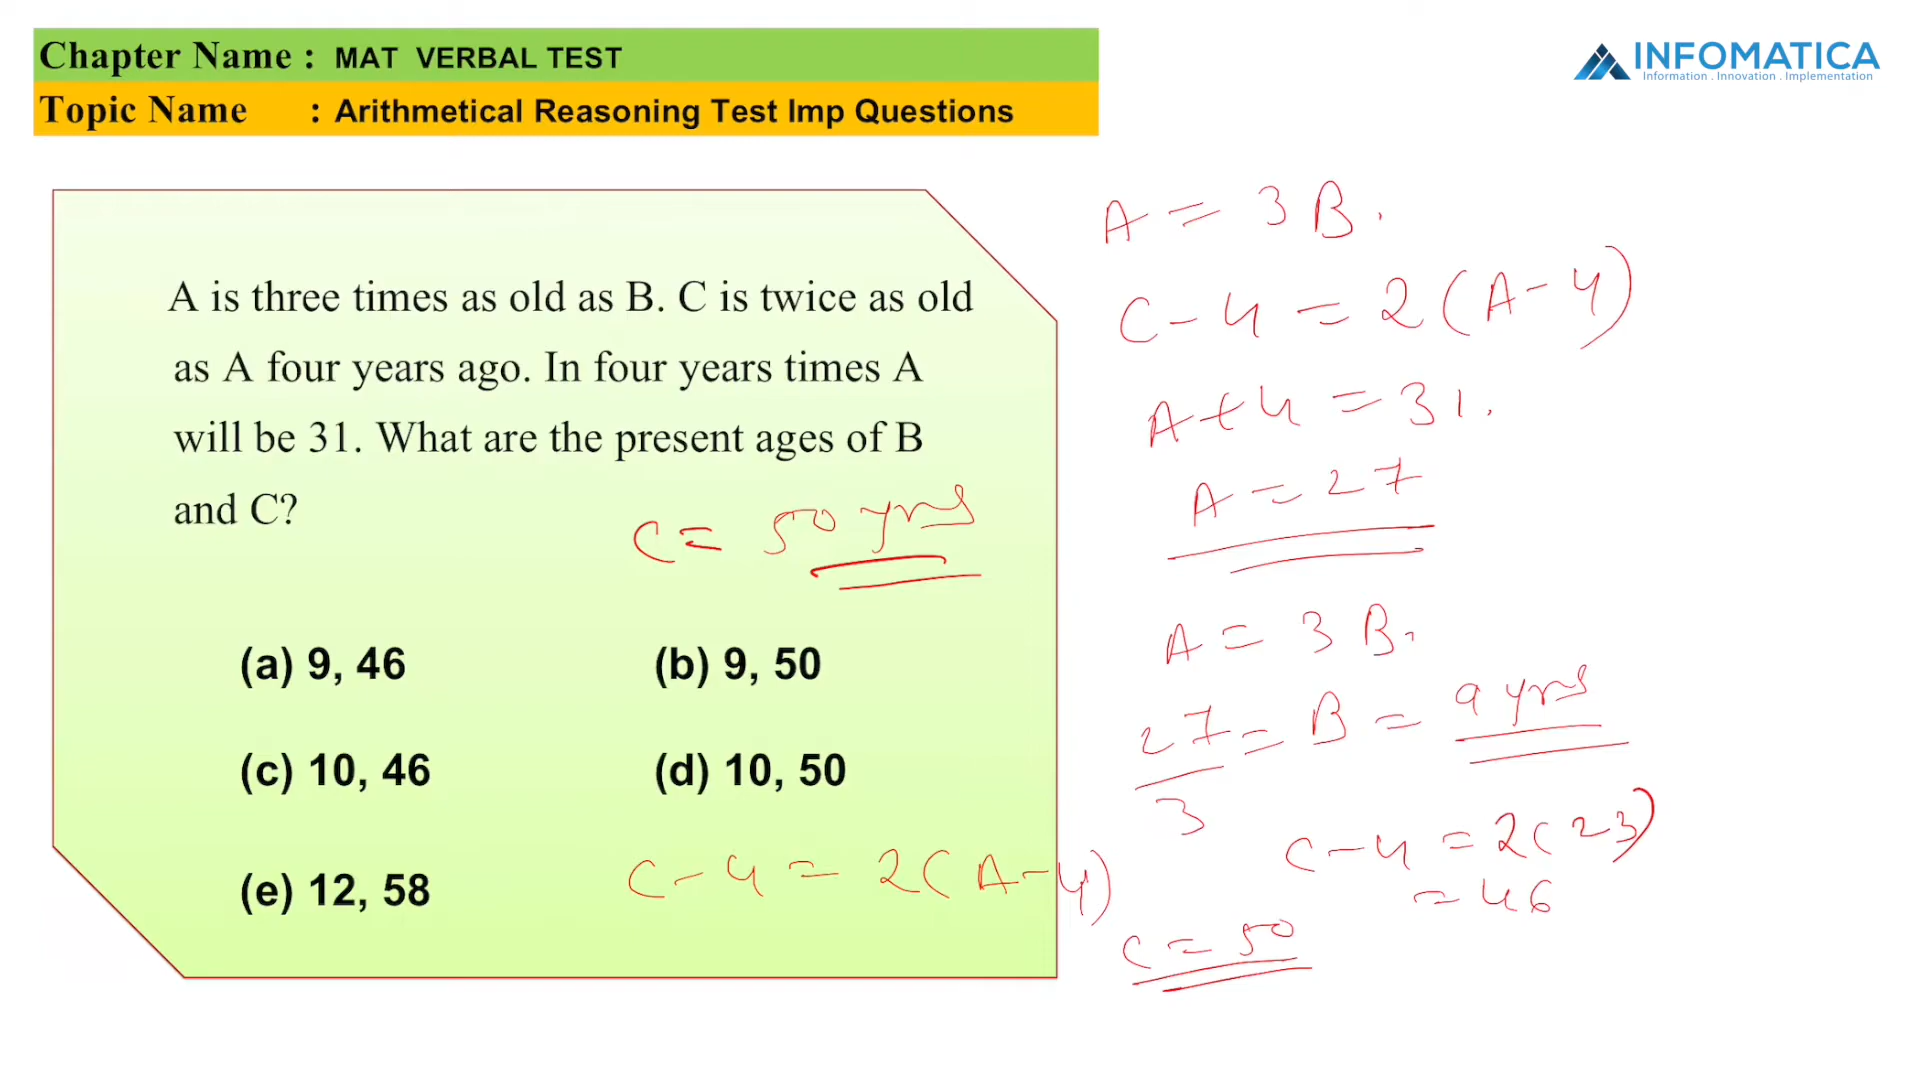 Chapter Name : MAT VERBAL TEST
Topic Name : Arithmetical Reasoning Test Imp Questions
INFOMATICA
Information . Innovation . Implementation
A is three times as old as B. C is twice as old
as A four years ago. In four years times A
will be 31. What are the present ages of B
and C?
C = 50 yrs
(a) 9, 46
(b) 9, 50
(c) 10, 46
(d) 10, 50
(e) 12, 58
C - 4 = 2(A - 4)
A = 3 B.
C - 4 = 2(A - 4)
A + 4 = 31.
A = 27
A = 3 B.
27/3 = B = 9 yrs
C - 4 = 2(23)
= 46
C = 50